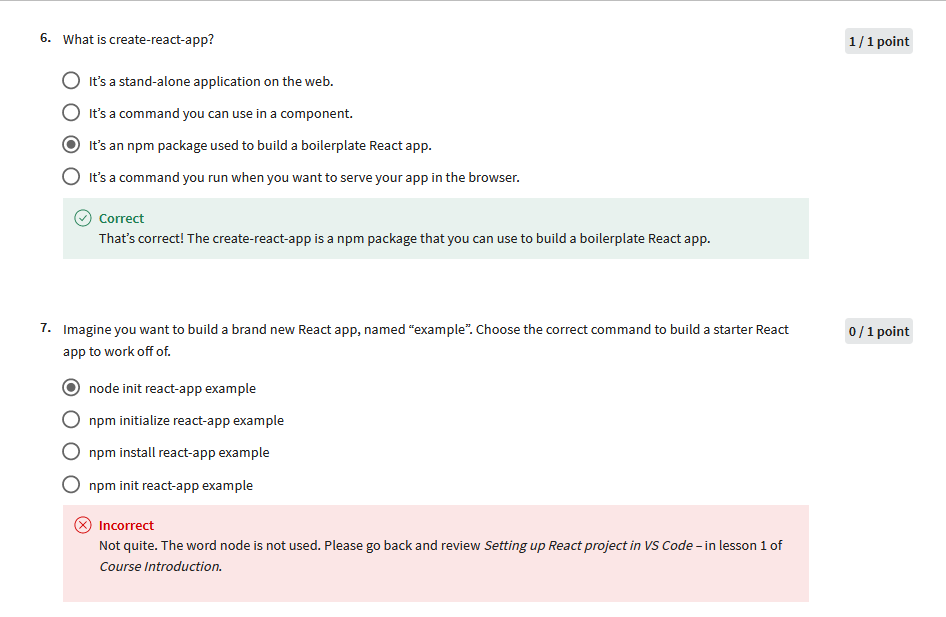 6. What is create-react-app?
1 / 1 point
It’s a stand-alone application on the web.
It’s a command you can use in a component.
It’s an npm package used to build a boilerplate React app.
It’s a command you run when you want to serve your app in the browser.
Correct
That’s correct! The create-react-app is a npm package that you can use to build a boilerplate React app.
7. Imagine you want to build a brand new React app, named “example”. Choose the correct command to build a starter React
app to work off of.
0 / 1 point
node init react-app example
npm initialize react-app example
npm install react-app example
npm init react-app example
Incorrect
Not quite. The word node is not used. Please go back and review Setting up React project in VS Code – in lesson 1 of
Course Introduction.